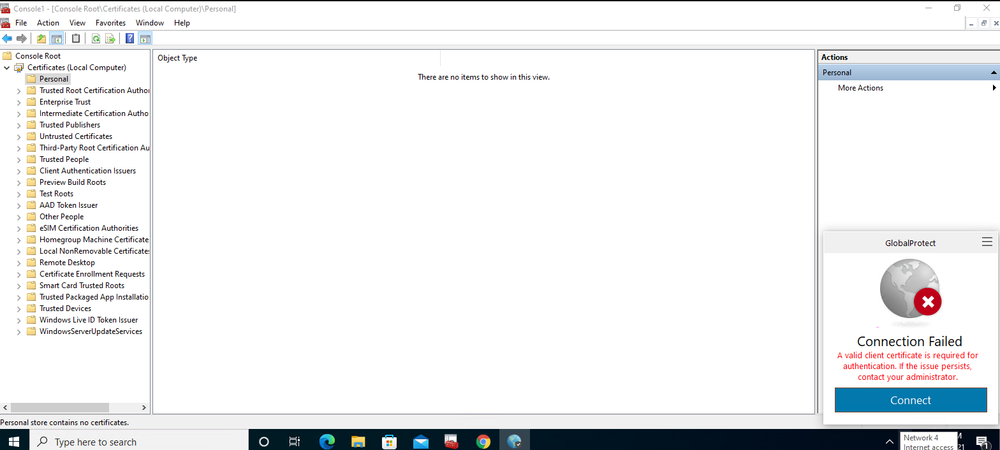 Console1 - [Console Root\Certificates (Local Computer)\Personal]
File Action View Favorites Window Help
Console Root
Certificates (Local Computer)
Personal
Trusted Root Certification Author
Enterprise Trust
Intermediate Certification Autho
Trusted Publishers
Untrusted Certificates
Third-Party Root Certification Au
Trusted People
Client Authentication Issuers
Preview Build Roots
Test Roots
AAD Token Issuer
Other People
eSIM Certification Authorities
Homegroup Machine Certificate
Local NonRemovable Certificates
Remote Desktop
Certificate Enrollment Requests
Smart Card Trusted Roots
Trusted Packaged App Installatio
Trusted Devices
Windows Live ID Token Issuer
WindowsServerUpdateServices
Object Type
There are no items to show in this view.
Actions
Personal
More Actions
GlobalProtect
Connection Failed
A valid client certificate is required for
authentication. If the issue persists,
contact your administrator.
Connect
Personal store contains no certificates.
Type here to search
Network 4
Internet access
M
21
1